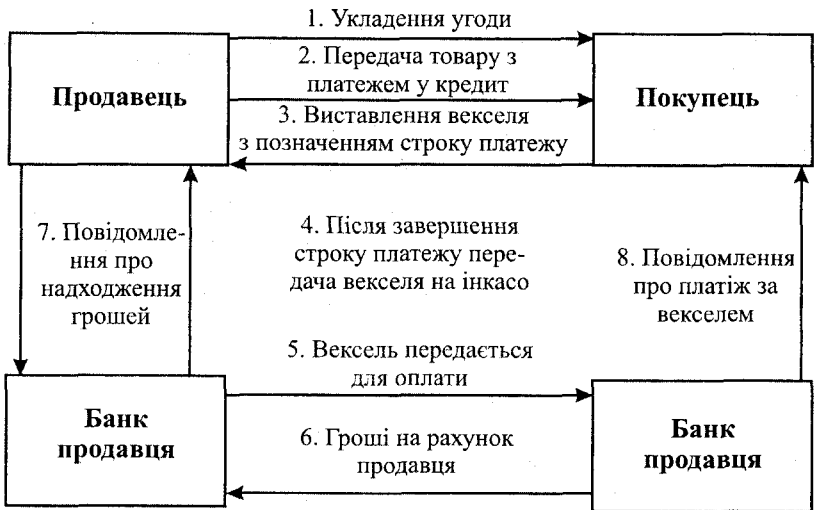 1. Укладення угоди
Продавець
2. Передача товару з
платежем у кредит
Покупець
3. Виставлення векселя
з позначенням строку платежу
7. Повідомле-
ння про
надходження
грошей
4. Після завершення
строку платежу пере-
дача векселя на інкасо
8. Повідомлення
про платіж за
векселем
5. Вексель передається
для оплати
Банк
продавця
6. Гроші на рахунок
продавця
Банк
продавця